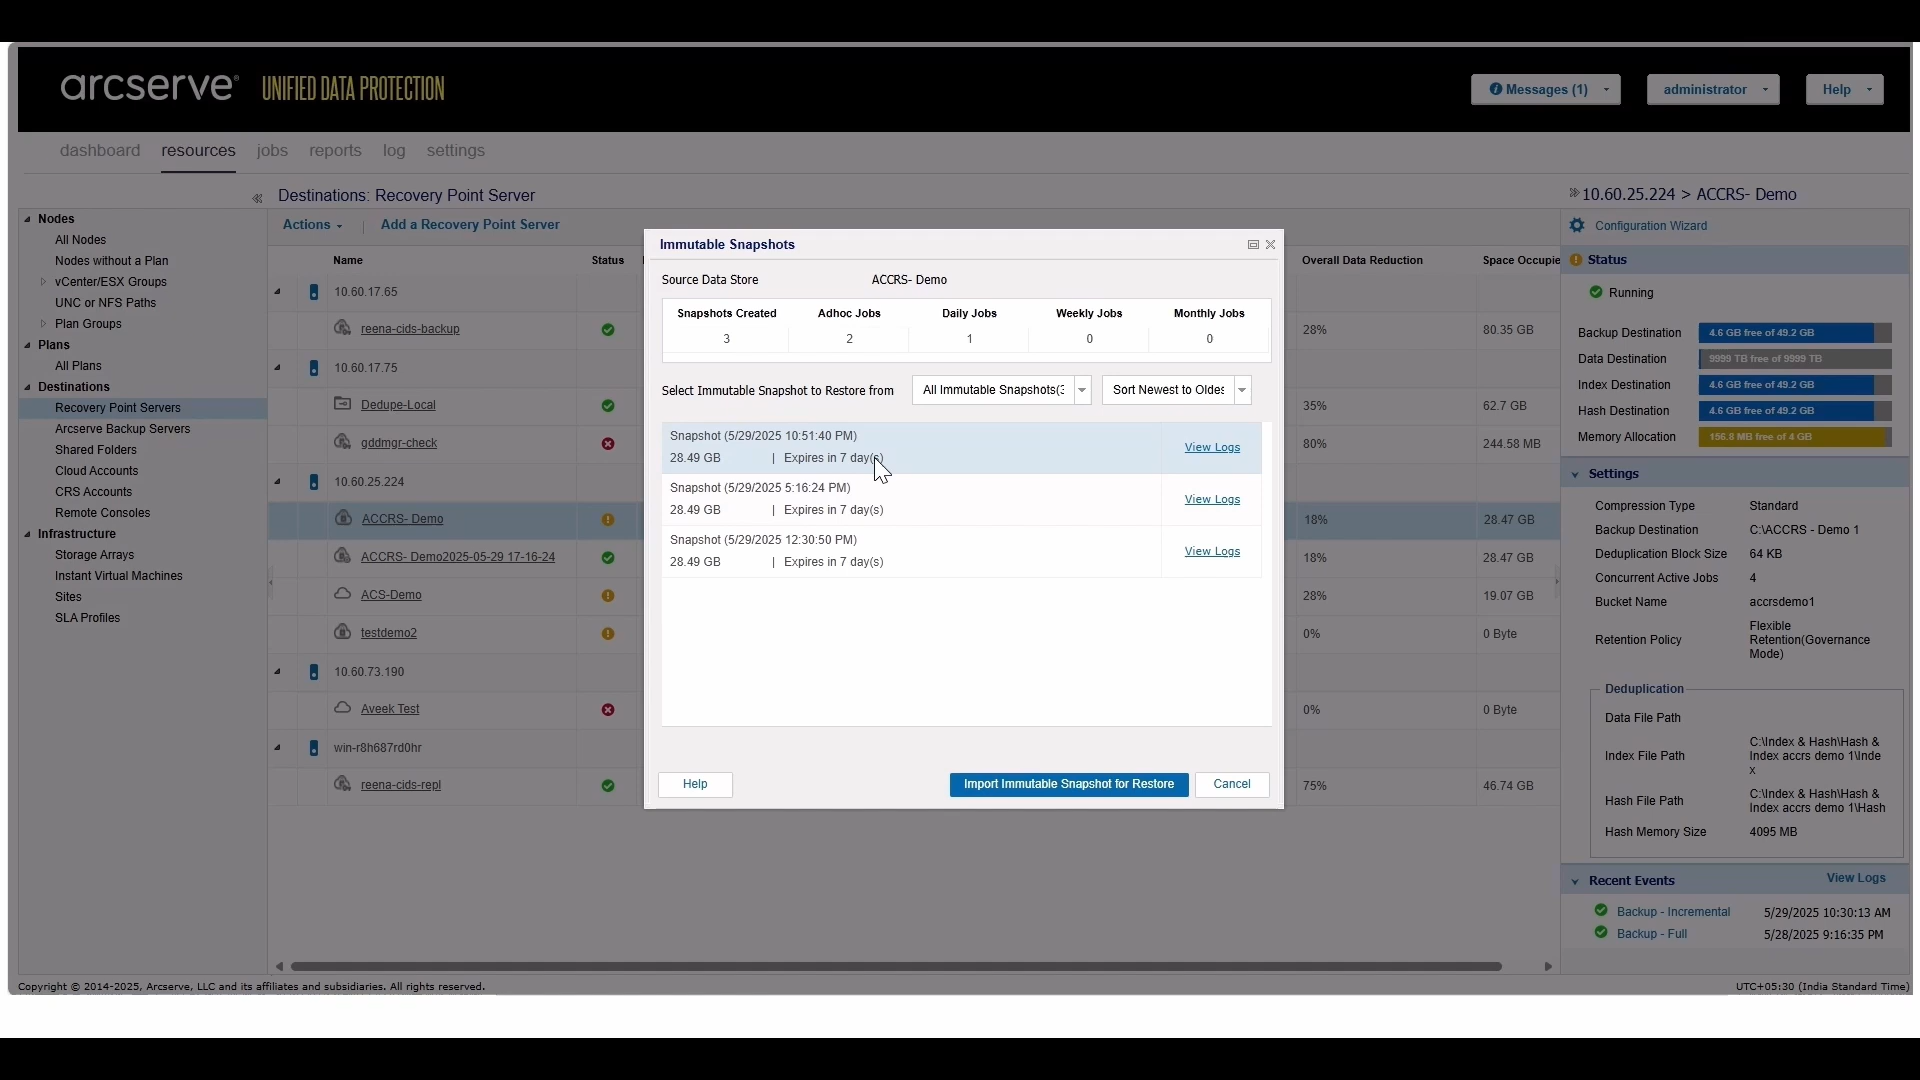 arcserve® UNIFIED DATA PROTECTION
Messages (1)
administrator
Help
dashboard resources jobs reports log settings
Nodes
All Nodes
Nodes without a Plan
vCenter/ESX Groups
UNC or NFS Paths
Plan Groups
Plans
All Plans
Destinations
Recovery Point Servers
Arcserve Backup Servers
Shared Folders
Cloud Accounts
CRS Accounts
Remote Consoles
Infrastructure
Storage Arrays
Instant Virtual Machines
Sites
SLA Profiles
Destinations: Recovery Point Server
Actions | Add a Recovery Point Server
Name Status Overall Data Reduction Space Occupie
10.60.17.65
reena-cids-backup 28% 80.35 GB
10.60.17.75
Dedupe-Local 35% 62.7 GB
gddmgr-check 80% 244.58 MB
10.60.25.224
ACCRS- Demo 18% 28.47 GB
ACCRS- Demo2025-05-29 17-16-24 18% 28.47 GB
ACS-Demo 28% 19.07 GB
testdemo2 0% 0 Byte
10.60.73.190
Aveek Test 0% 0 Byte
win-r8h687rd0hr
reena-cids-repl 75% 46.74 GB
Immutable Snapshots
Source Data Store ACCRS- Demo
Snapshots Created Adhoc Jobs Daily Jobs Weekly Jobs Monthly Jobs
3 2 1 0 0
Select Immutable Snapshot to Restore from All Immutable Snapshots(3 Sort Newest to Oldes
Snapshot (5/29/2025 10:51:40 PM)
28.49 GB | Expires in 7 day(s) View Logs
Snapshot (5/29/2025 5:16:24 PM)
28.49 GB | Expires in 7 day(s) View Logs
Snapshot (5/29/2025 12:30:50 PM)
28.49 GB | Expires in 7 day(s) View Logs
Help Import Immutable Snapshot for Restore Cancel
10.60.25.224 > ACCRS- Demo
Configuration Wizard
Status
Running
Backup Destination 4.6 GB free of 49.2 GB
Data Destination 9999 TB free of 9999 TB
Index Destination 4.6 GB free of 49.2 GB
Hash Destination 4.6 GB free of 49.2 GB
Memory Allocation 156.8 MB free of 4 GB
Settings
Compression Type Standard
Backup Destination C:\ACCRS - Demo 1
Deduplication Block Size 64 KB
Concurrent Active Jobs 4
Bucket Name accrsdemo1
Retention Policy Flexible
Retention(Governance
Mode)
Deduplication
Data File Path
Index File Path C:\Index & Hash\Hash &
Index accrs demo 1\Inde
x
Hash File Path C:\Index & Hash\Hash &
Index accrs demo 1\Hash
Hash Memory Size 4095 MB
Recent Events View Logs
Backup - Incremental 5/29/2025 10:30:13 AM
Backup - Full 5/28/2025 9:16:35 PM
Copyright © 2014-2025, Arcserve, LLC and its affiliates and subsidiaries. All rights reserved.
UTC+05:30 (India Standard Time)